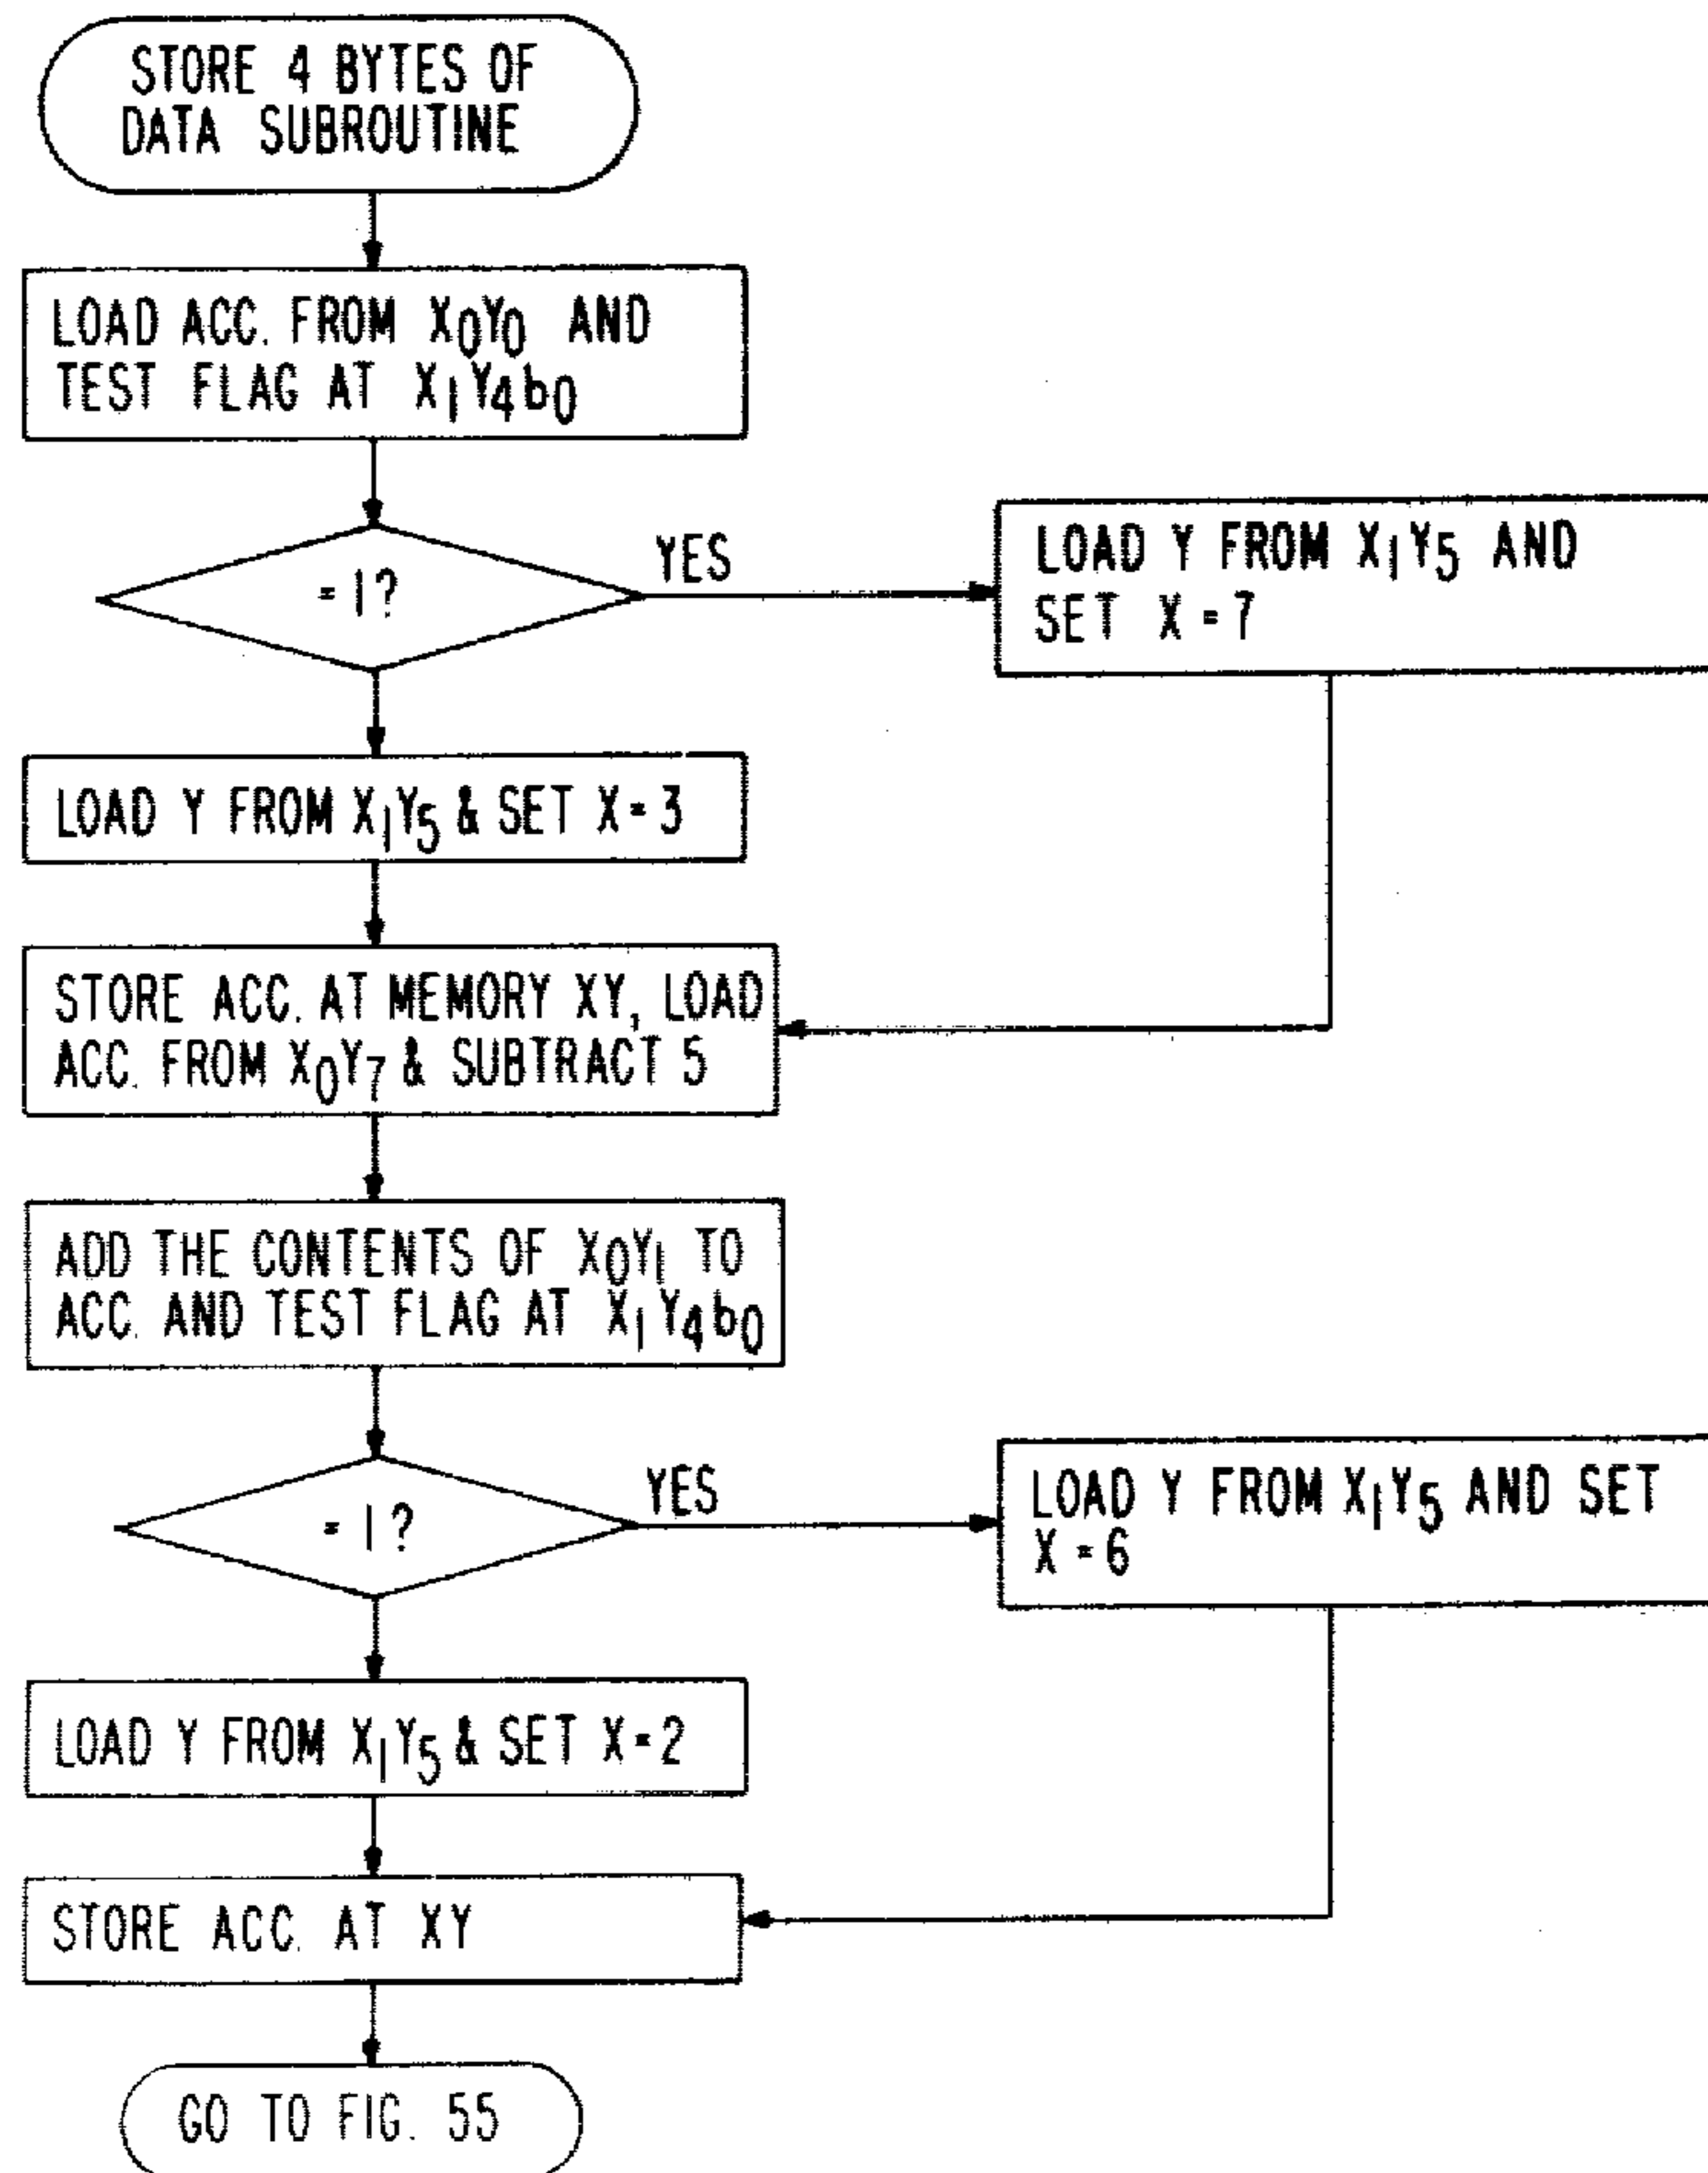 STORE 4 BYTES OF
DATA SUBROUTINE
LOAD ACC. FROM X₀Y₀ AND
TEST FLAG AT X₁Y₄b₀
= 1?
YES
LOAD Y FROM X₁Y₅ AND
SET X = 7
LOAD Y FROM X₁Y₅ & SET X = 3
STORE ACC. AT MEMORY XY, LOAD
ACC. FROM X₀Y₇ & SUBTRACT 5
ADD THE CONTENTS OF X₀Y₁ TO
ACC. AND TEST FLAG AT X₁Y₄b₀
= 1?
YES
LOAD Y FROM X₁Y₅ AND SET
X = 6
LOAD Y FROM X₁Y₅ & SET X = 2
STORE ACC. AT XY
GO TO FIG. 55